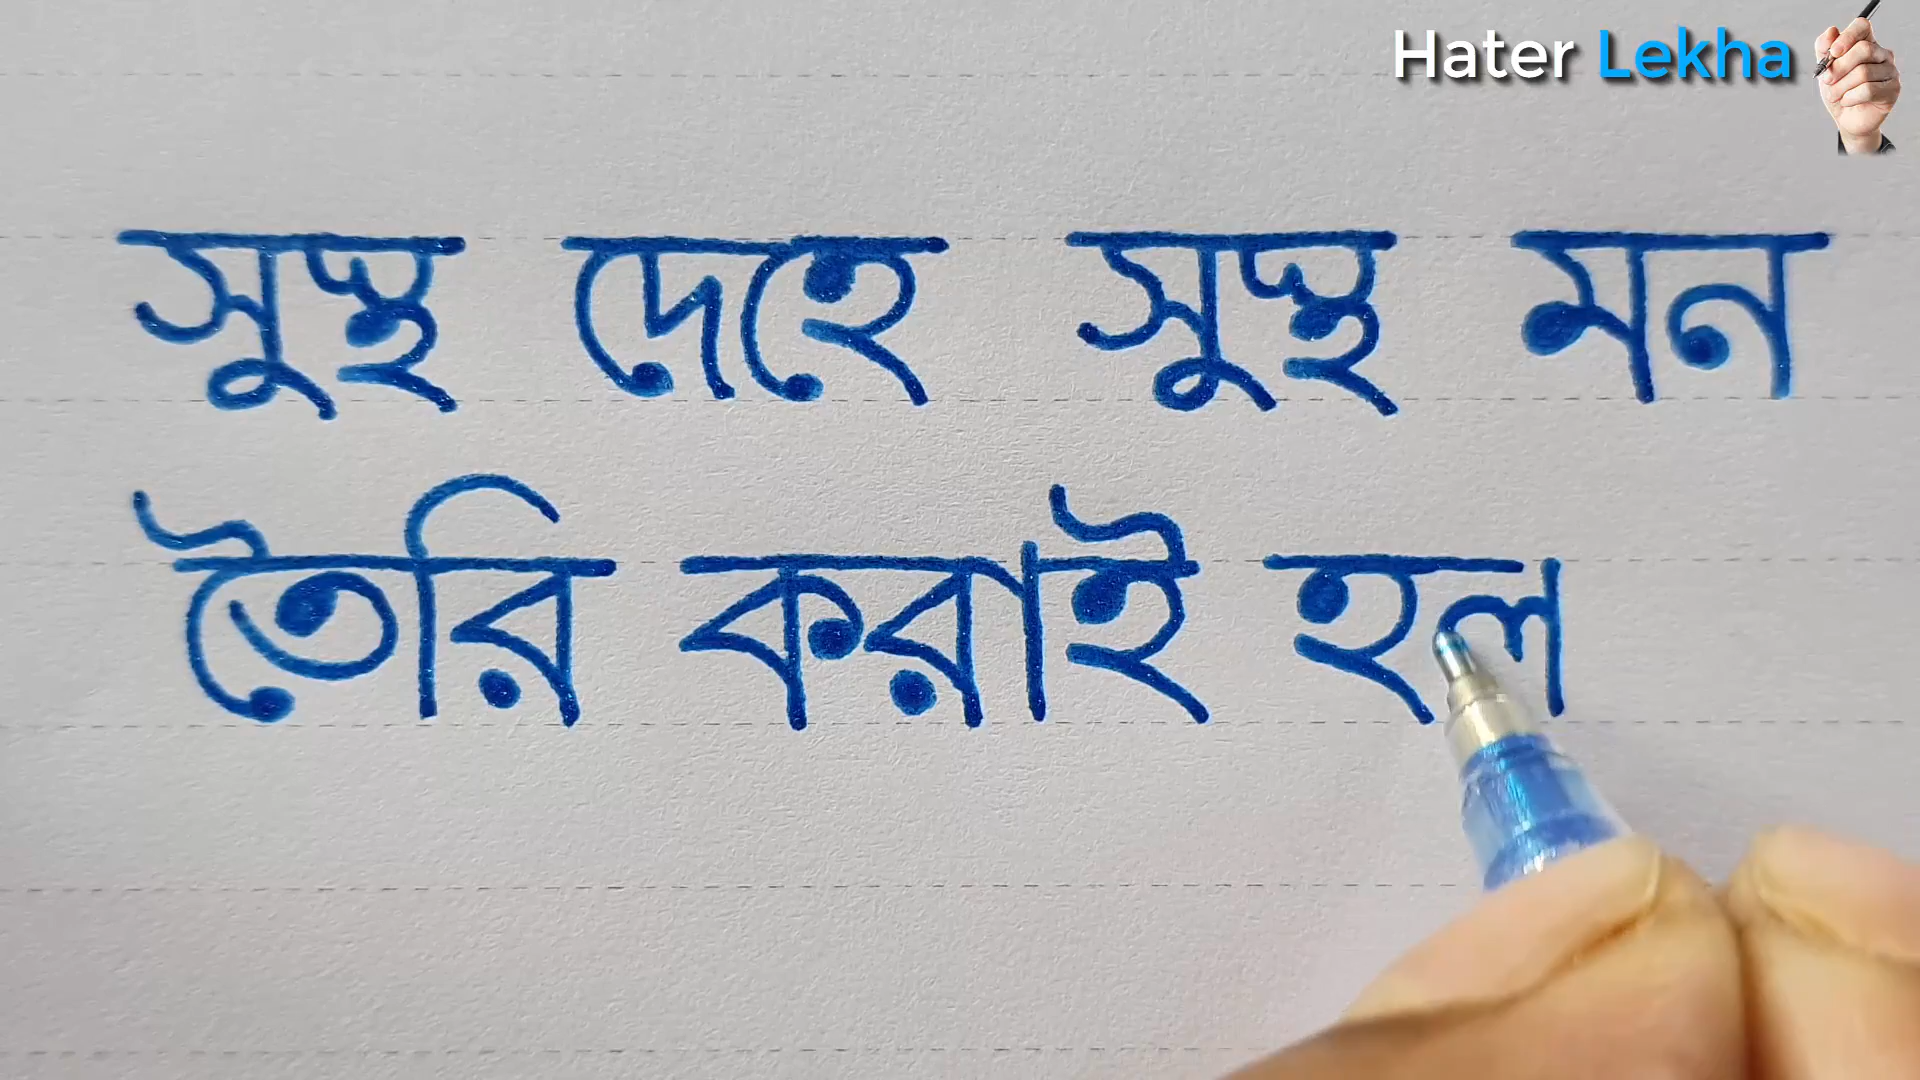 Hater Lekha
সুস্থ দেহে সুস্থ মন
তৈরি করাই হল